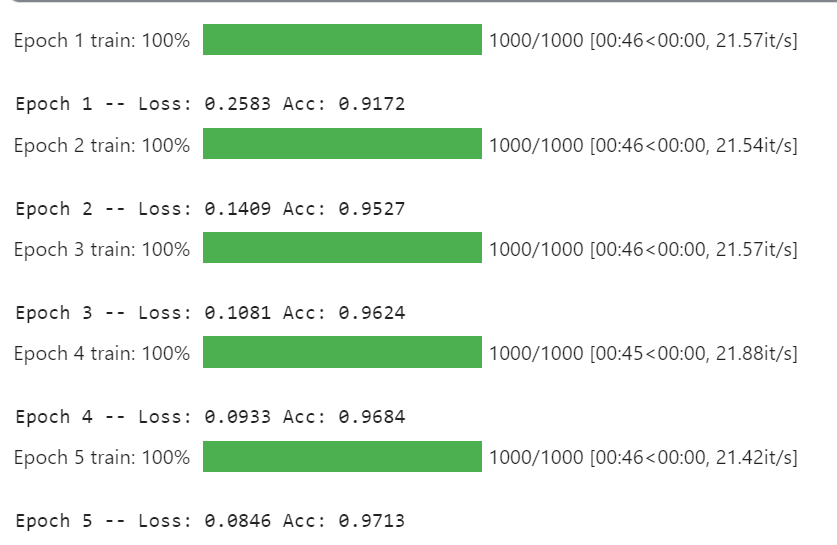 Epoch 1 train: 100% 1000/1000 [00:46<00:00, 21.57it/s]
Epoch 1 -- Loss: 0.2583 Acc: 0.9172
Epoch 2 train: 100% 1000/1000 [00:46<00:00, 21.54it/s]
Epoch 2 -- Loss: 0.1409 Acc: 0.9527
Epoch 3 train: 100% 1000/1000 [00:46<00:00, 21.57it/s]
Epoch 3 -- Loss: 0.1081 Acc: 0.9624
Epoch 4 train: 100% 1000/1000 [00:45<00:00, 21.88it/s]
Epoch 4 -- Loss: 0.0933 Acc: 0.9684
Epoch 5 train: 100% 1000/1000 [00:46<00:00, 21.42it/s]
Epoch 5 -- Loss: 0.0846 Acc: 0.9713